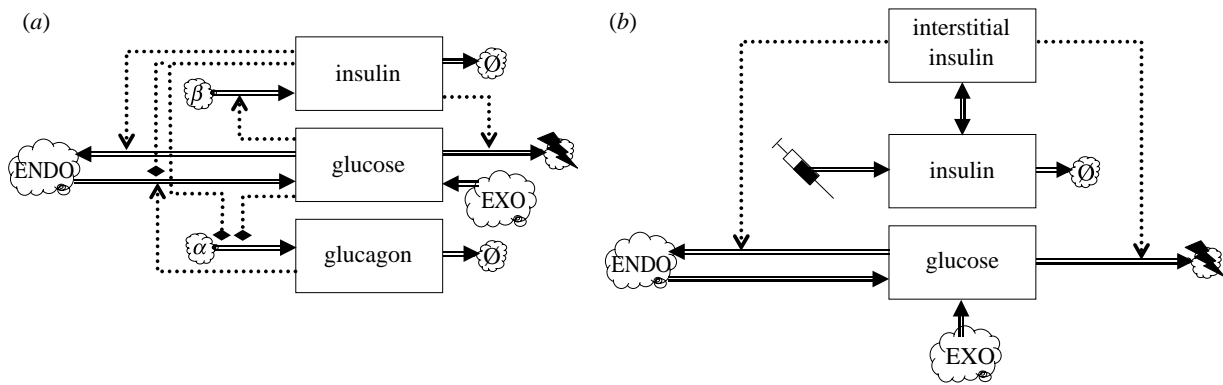 (a)
insulin
Ø
β
ENDO
glucose
EXO
α
glucagon
Ø
(b)
interstitial
insulin
insulin
Ø
ENDO
glucose
EXO